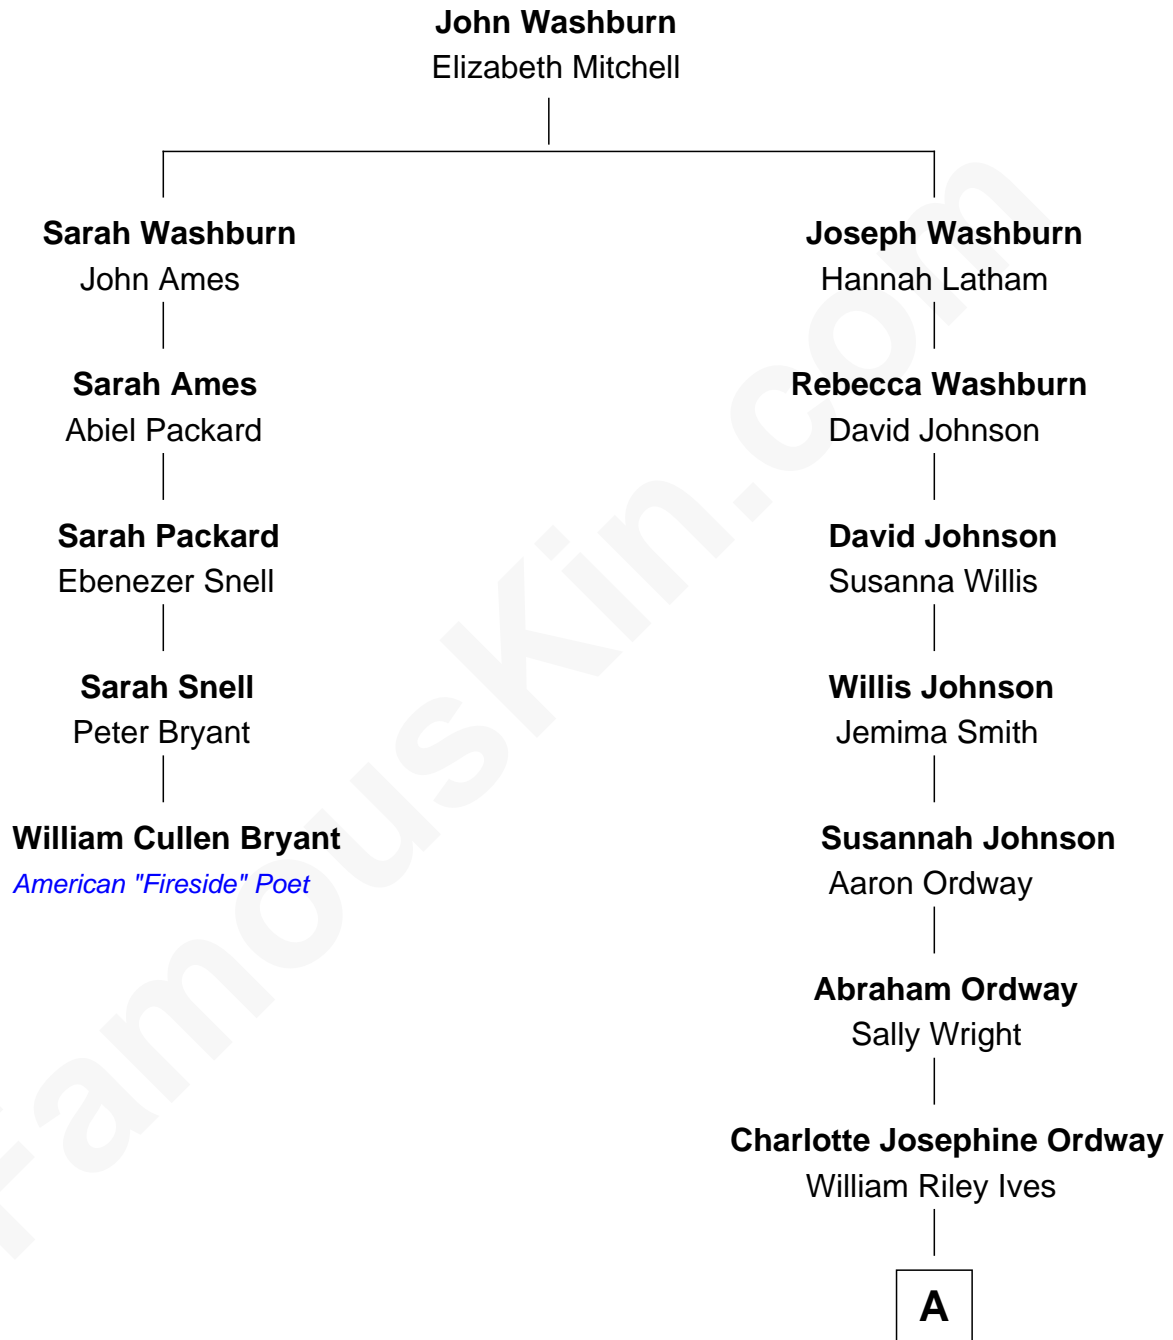 John Washburn
Elizabeth Mitchell
Sarah Washburn
John Ames
Joseph Washburn
Hannah Latham
Sarah Ames
Abiel Packard
Rebecca Washburn
David Johnson
Sarah Packard
Ebenezer Snell
David Johnson
Susanna Willis
Sarah Snell
Peter Bryant
Willis Johnson
Jemima Smith
William Cullen Bryant
American "Fireside" Poet
Susannah Johnson
Aaron Ordway
Abraham Ordway
Sally Wright
Charlotte Josephine Ordway
William Riley Ives
A
FamousKin.com